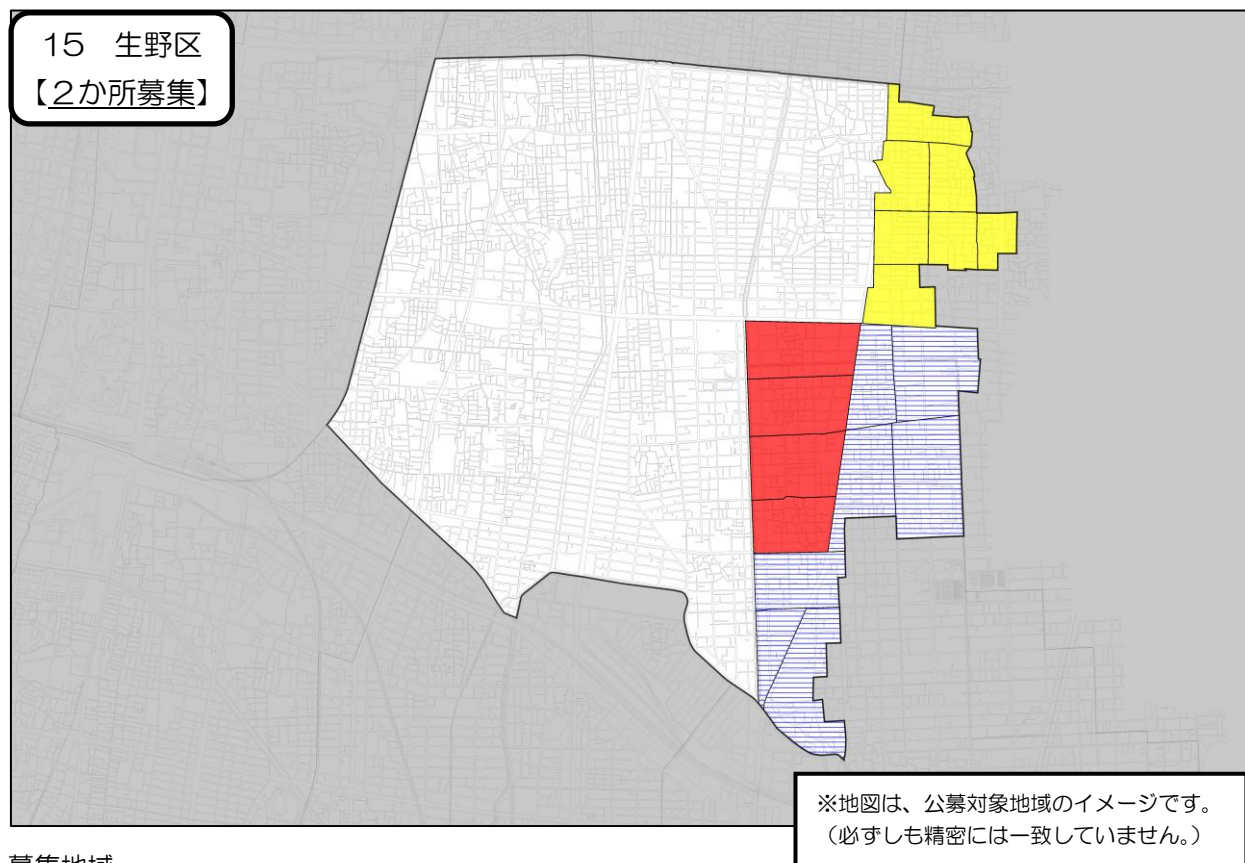 15 生野区
【２か所募集】
※地図は、公募対象地域のイメージです。
（必ずしも精密には一致していません。）
募集地域